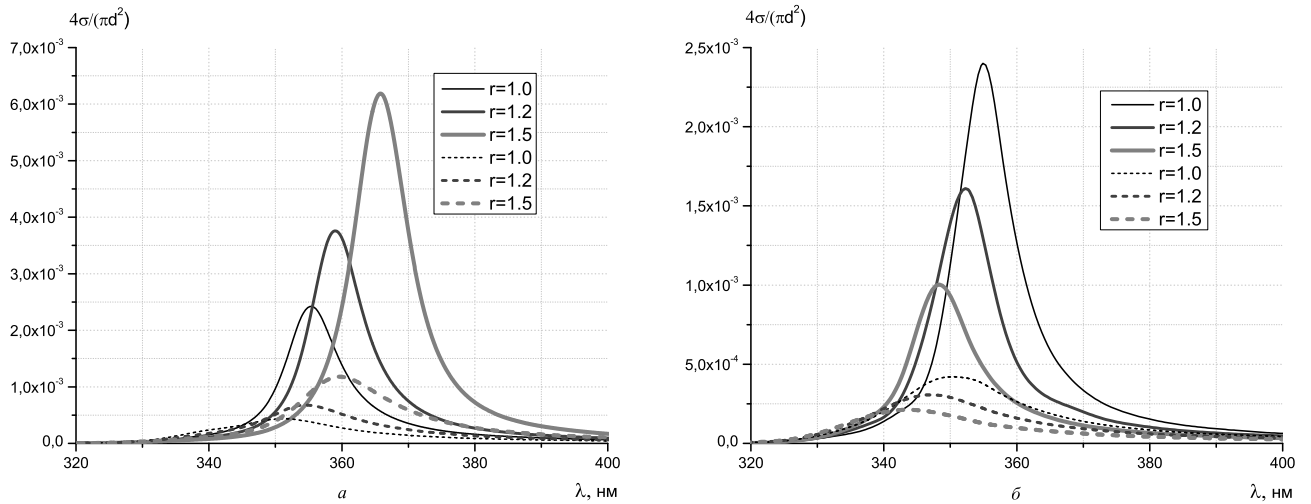 4σ/(πd²)
7,0x10⁻³
6,0x10⁻³
5,0x10⁻³
4,0x10⁻³
3,0x10⁻³
2,0x10⁻³
1,0x10⁻³
0,0
320
340
360
380
400
r=1.0
r=1.2
r=1.5
r=1.0
r=1.2
r=1.5
а
λ, нм
4σ/(πd²)
2,5x10⁻³
2,0x10⁻³
1,5x10⁻³
1,0x10⁻³
5,0x10⁻⁴
0,0
320
340
360
380
400
r=1.0
r=1.2
r=1.5
r=1.0
r=1.2
r=1.5
б
λ, нм